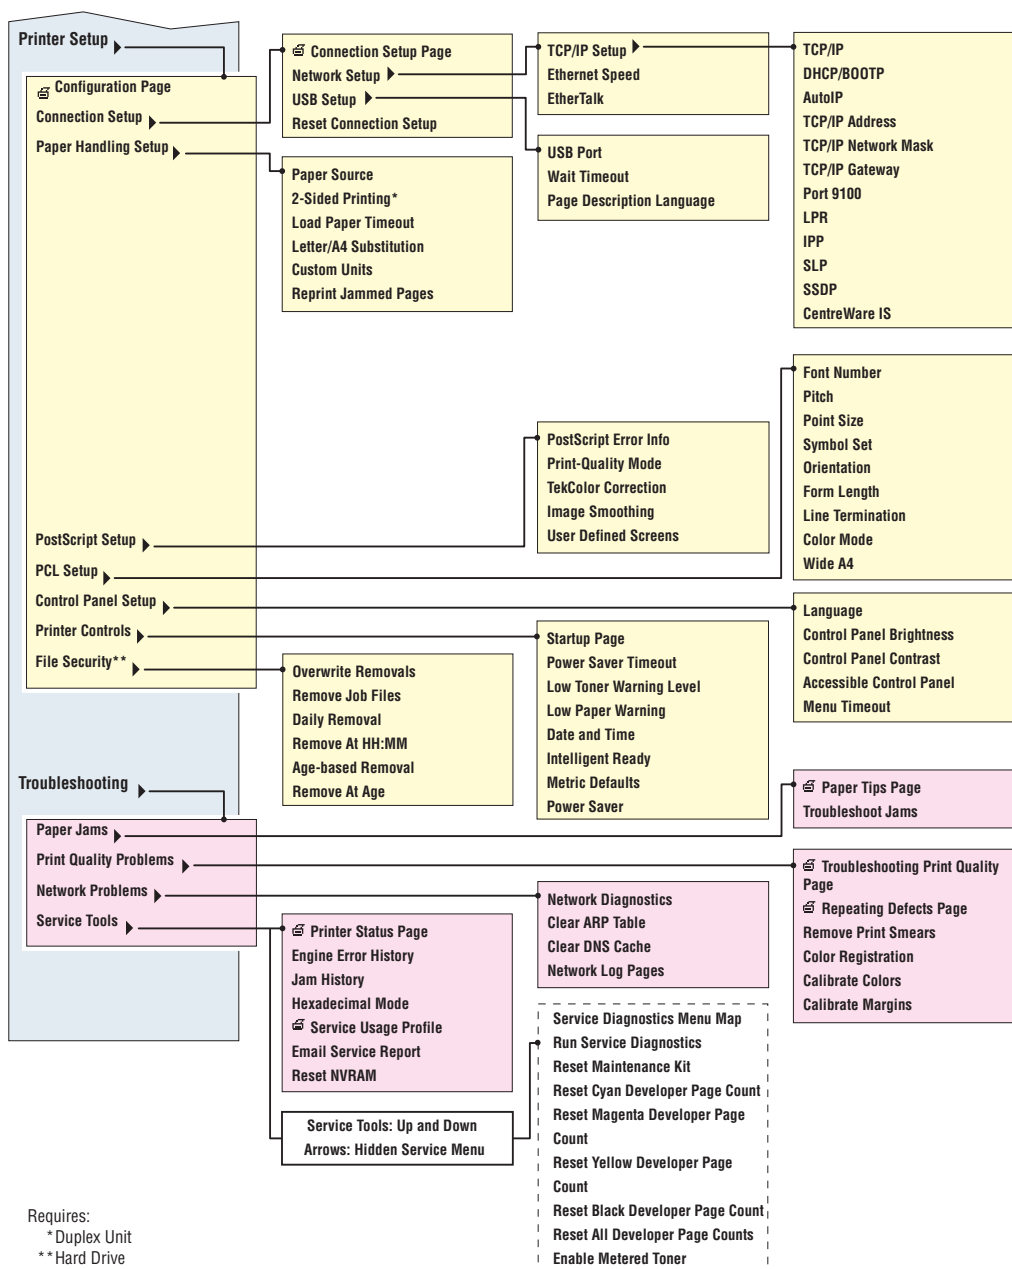 Printer Setup
Configuration Page
Connection Setup
Paper Handling Setup
PostScript Setup
PCL Setup
Control Panel Setup
Printer Controls
File Security**
Connection Setup Page
Network Setup
USB Setup
Reset Connection Setup
TCP/IP Setup
Ethernet Speed
EtherTalk
TCP/IP
DHCP/BOOTP
AutoIP
TCP/IP Address
TCP/IP Network Mask
TCP/IP Gateway
Port 9100
LPR
IPP
SLP
SSDP
CentreWare IS
USB Port
Wait Timeout
Page Description Language
Paper Source
2-Sided Printing*
Load Paper Timeout
Letter/A4 Substitution
Custom Units
Reprint Jammed Pages
PostScript Error Info
Print-Quality Mode
TekColor Correction
Image Smoothing
User Defined Screens
Font Number
Pitch
Point Size
Symbol Set
Orientation
Form Length
Line Termination
Color Mode
Wide A4
Language
Control Panel Brightness
Control Panel Contrast
Accessible Control Panel
Menu Timeout
Startup Page
Power Saver Timeout
Low Toner Warning Level
Low Paper Warning
Date and Time
Intelligent Ready
Metric Defaults
Power Saver
Overwrite Removals
Remove Job Files
Daily Removal
Remove At HH:MM
Age-based Removal
Remove At Age
Troubleshooting
Paper Jams
Print Quality Problems
Network Problems
Service Tools
Paper Tips Page
Troubleshoot Jams
Troubleshooting Print Quality
Page
Repeating Defects Page
Remove Print Smears
Color Registration
Calibrate Colors
Calibrate Margins
Network Diagnostics
Clear ARP Table
Clear DNS Cache
Network Log Pages
Printer Status Page
Engine Error History
Jam History
Hexadecimal Mode
Service Usage Profile
Email Service Report
Reset NVRAM
Service Tools: Up and Down
Arrows: Hidden Service Menu
Service Diagnostics Menu Map
Run Service Diagnostics
Reset Maintenance Kit
Reset Cyan Developer Page Count
Reset Magenta Developer Page
Count
Reset Yellow Developer Page
Count
Reset Black Developer Page Count
Reset All Developer Page Counts
Enable Metered Toner
Requires:
*Duplex Unit
**Hard Drive